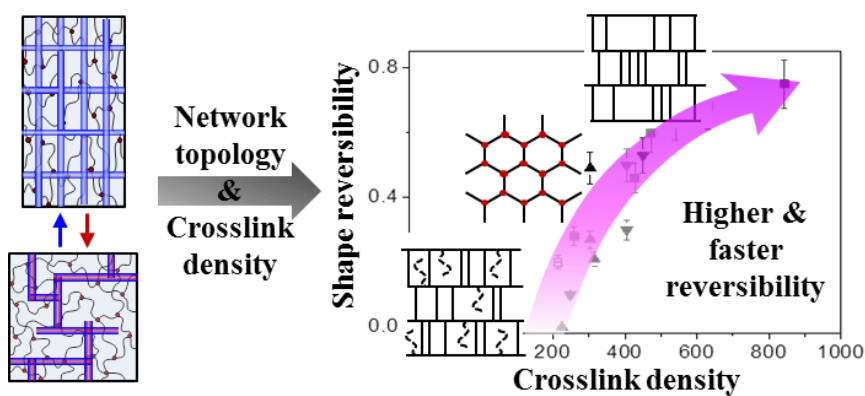 Network
topology
&
Crosslink
density
Shape reversibility
0.8
0.4
0.0
Higher &
faster
reversibility
200 400 600 800 1000
Crosslink density